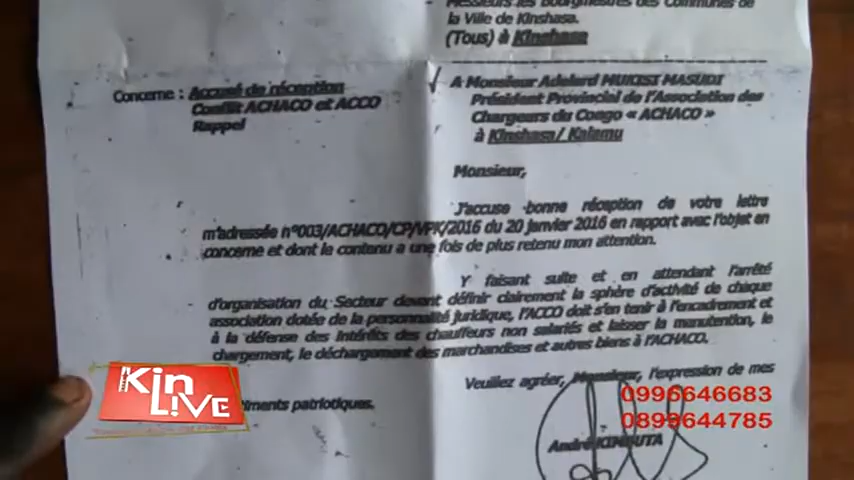 Messieurs les Bourgmestres des Communes de
la Ville de Kinshasa.
(Tous) à Kinshasa
Concerne : Accusé de réception
Conflit ACHACO et ACCO
Rappel
A Monsieur Adelard MUKISI MASUDI
Président Provincial de l'Association des
Chargeurs du Congo « ACHACO »
à Kinshasa/ Kalamu
Monsieur,
J'accuse bonne réception de votre lettre
m'adressée n°003/ACHACO/CP/VPK/2016 du 20 janvier 2016 en rapport avec l'objet en
concerne et dont le contenu a une fois de plus retenu mon attention.
Y faisant suite et en attendant l'arrêté
d'organisation du Secteur devant définir clairement la sphère d'activité de chaque
association dotée de la personnalité juridique, l'ACCO doit s'en tenir à l'encadrement et
à la défense des intérêts des chauffeurs non salariés et laisser la manutention, le
chargement, le déchargement des marchandises et autres biens à l'ACHACO.
Veuillez agréer, Monsieur, l'expression de mes
timents patriotiques.
André KIMBUTA
Kin
LIVE
0996646683
0899644785